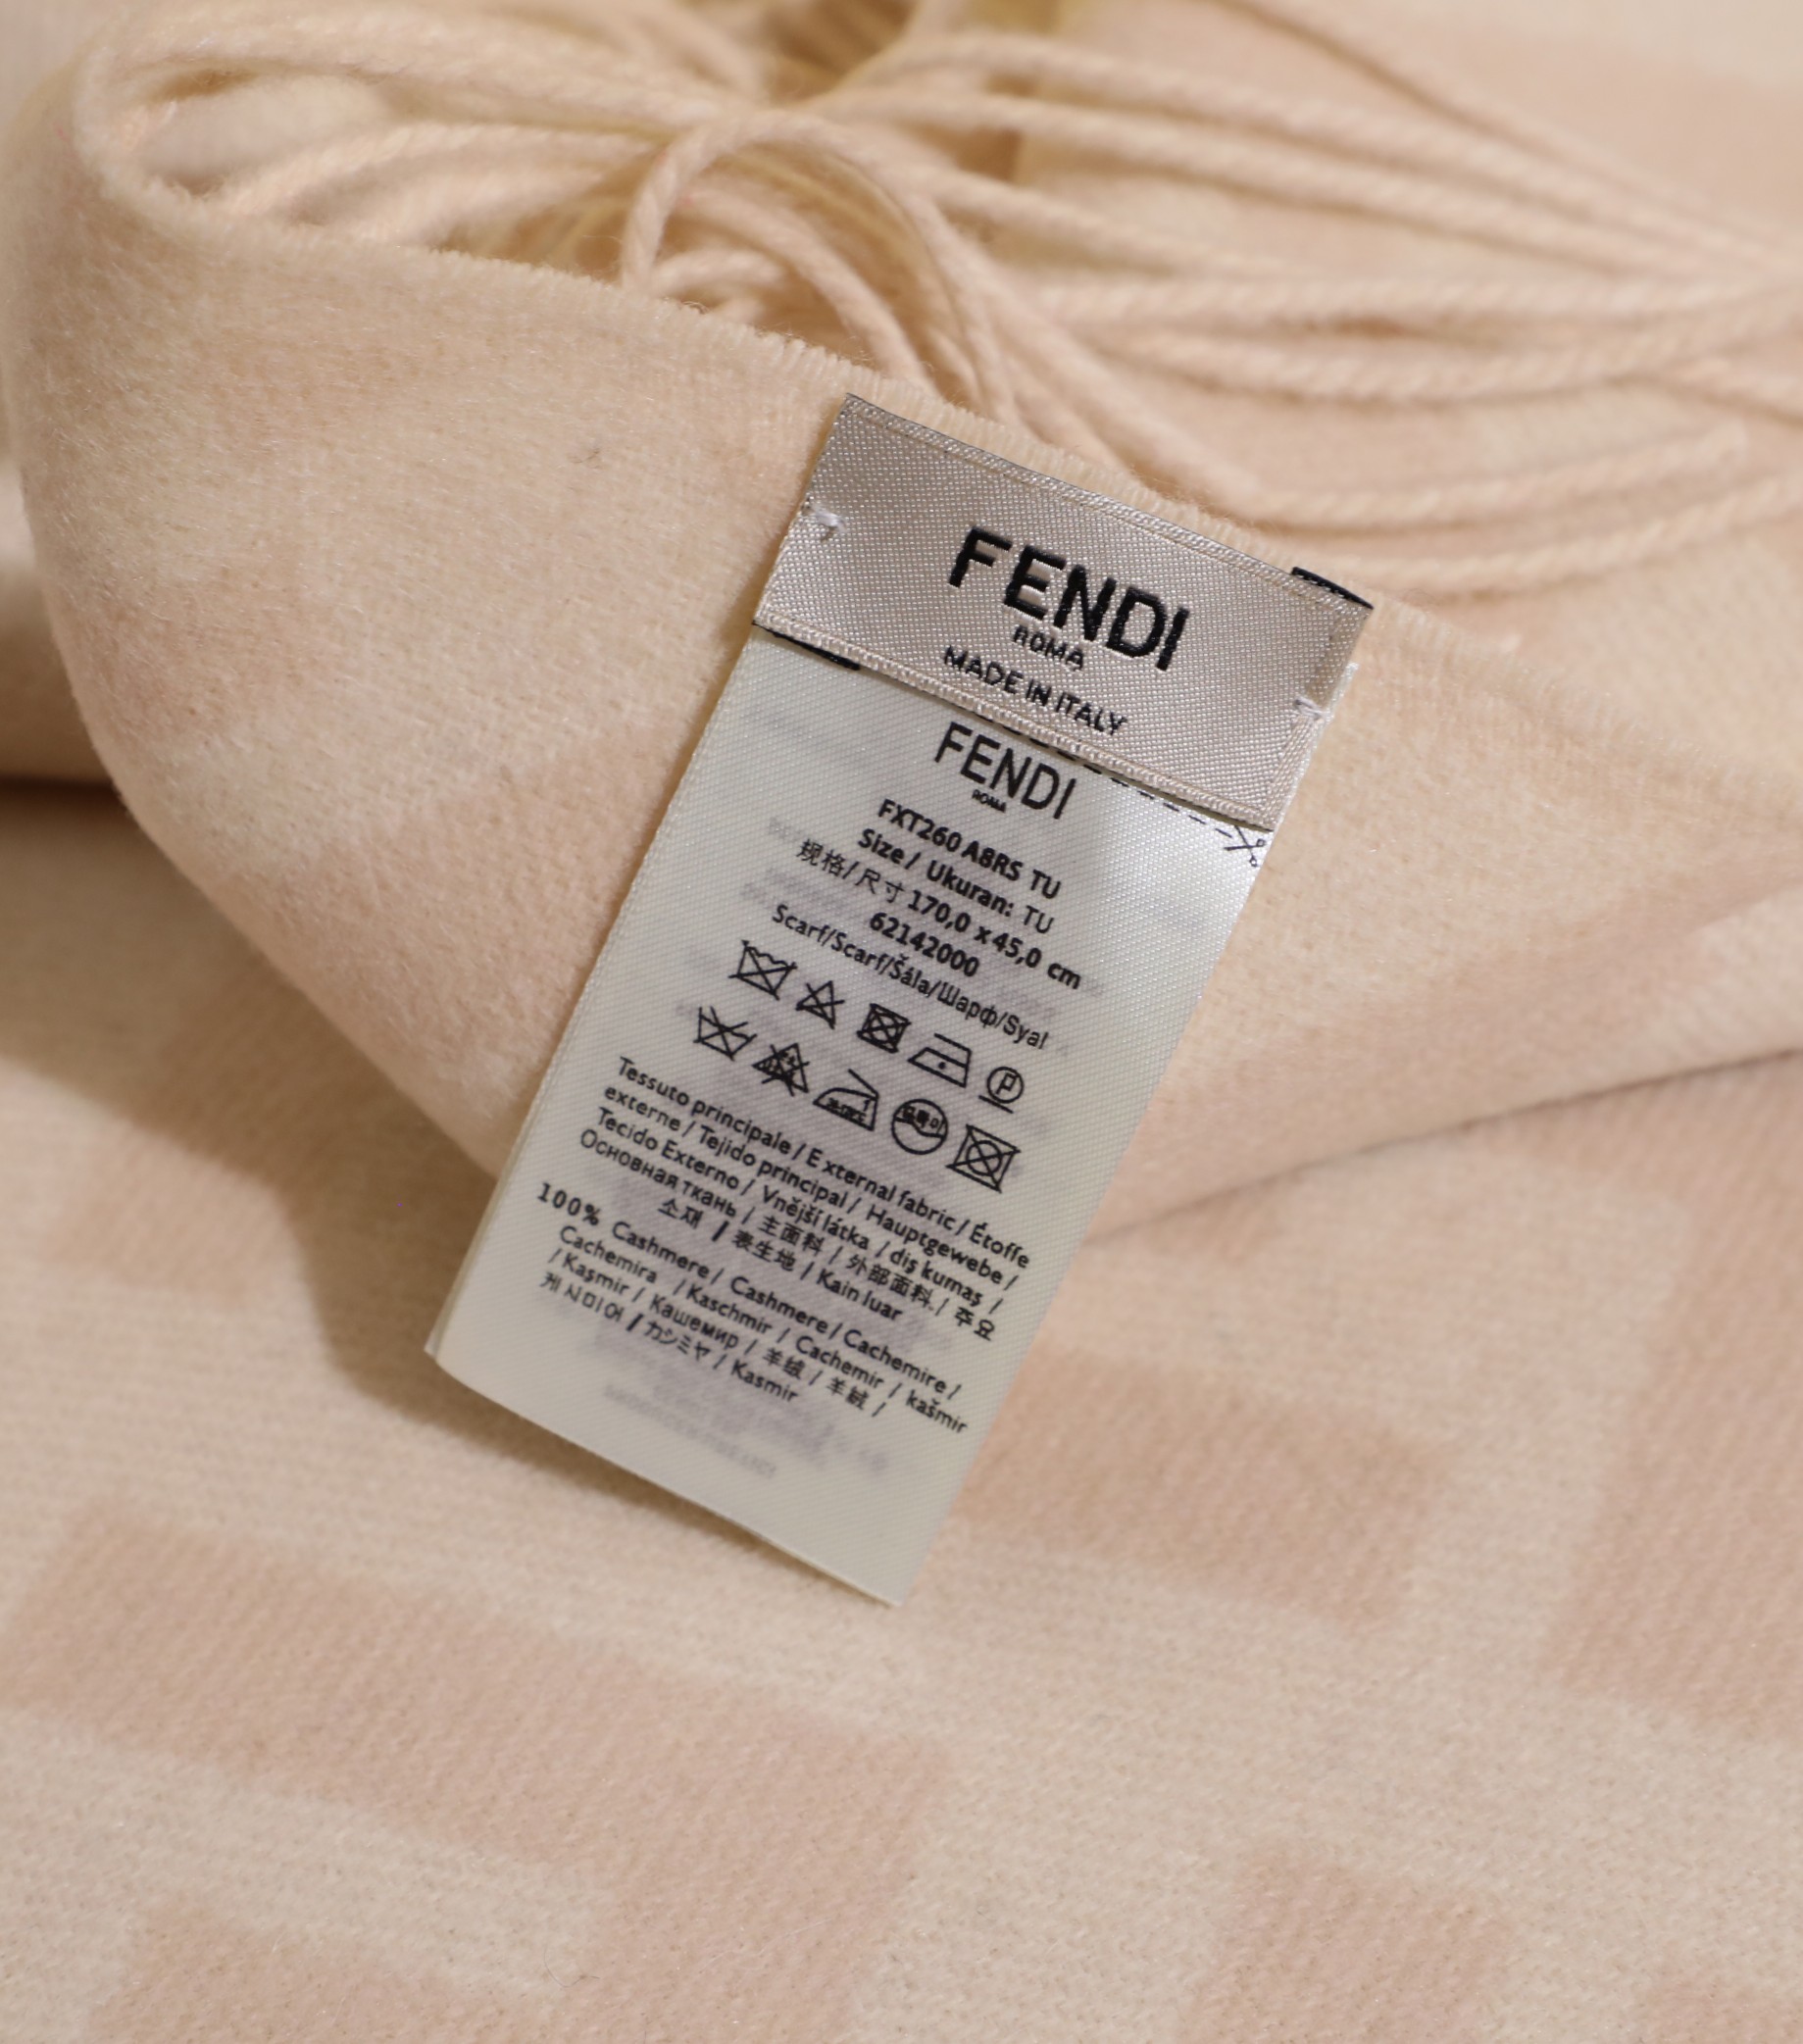 FENDI
ROMA
MADE IN ITALY
FENDI
ROMA
FXT260 A8RS TU
Size / Ukuran: TU
规格/尺寸 170,0 x 45,0 cm
62142000
Scarf/Scarf/Šála/Шарф/Syal
Tessuto principale / External fabric / Étoffe
externe / Tejido principal / Hauptgewebe /
Tecido Externo / Vnější látka / dış kumaş /
Основная ткань / 主面料 / 外部面料 / 주요
소재 / 表生地 / Kain luar
100% Cashmere / Cashmere / Cachemire /
Cachemira / Kaschmir / Cachemir / kašmir
/ Kaşmir / Кашемир / 羊绒 / 羊絨 /
케시미어 / カシミヤ / Kasmir